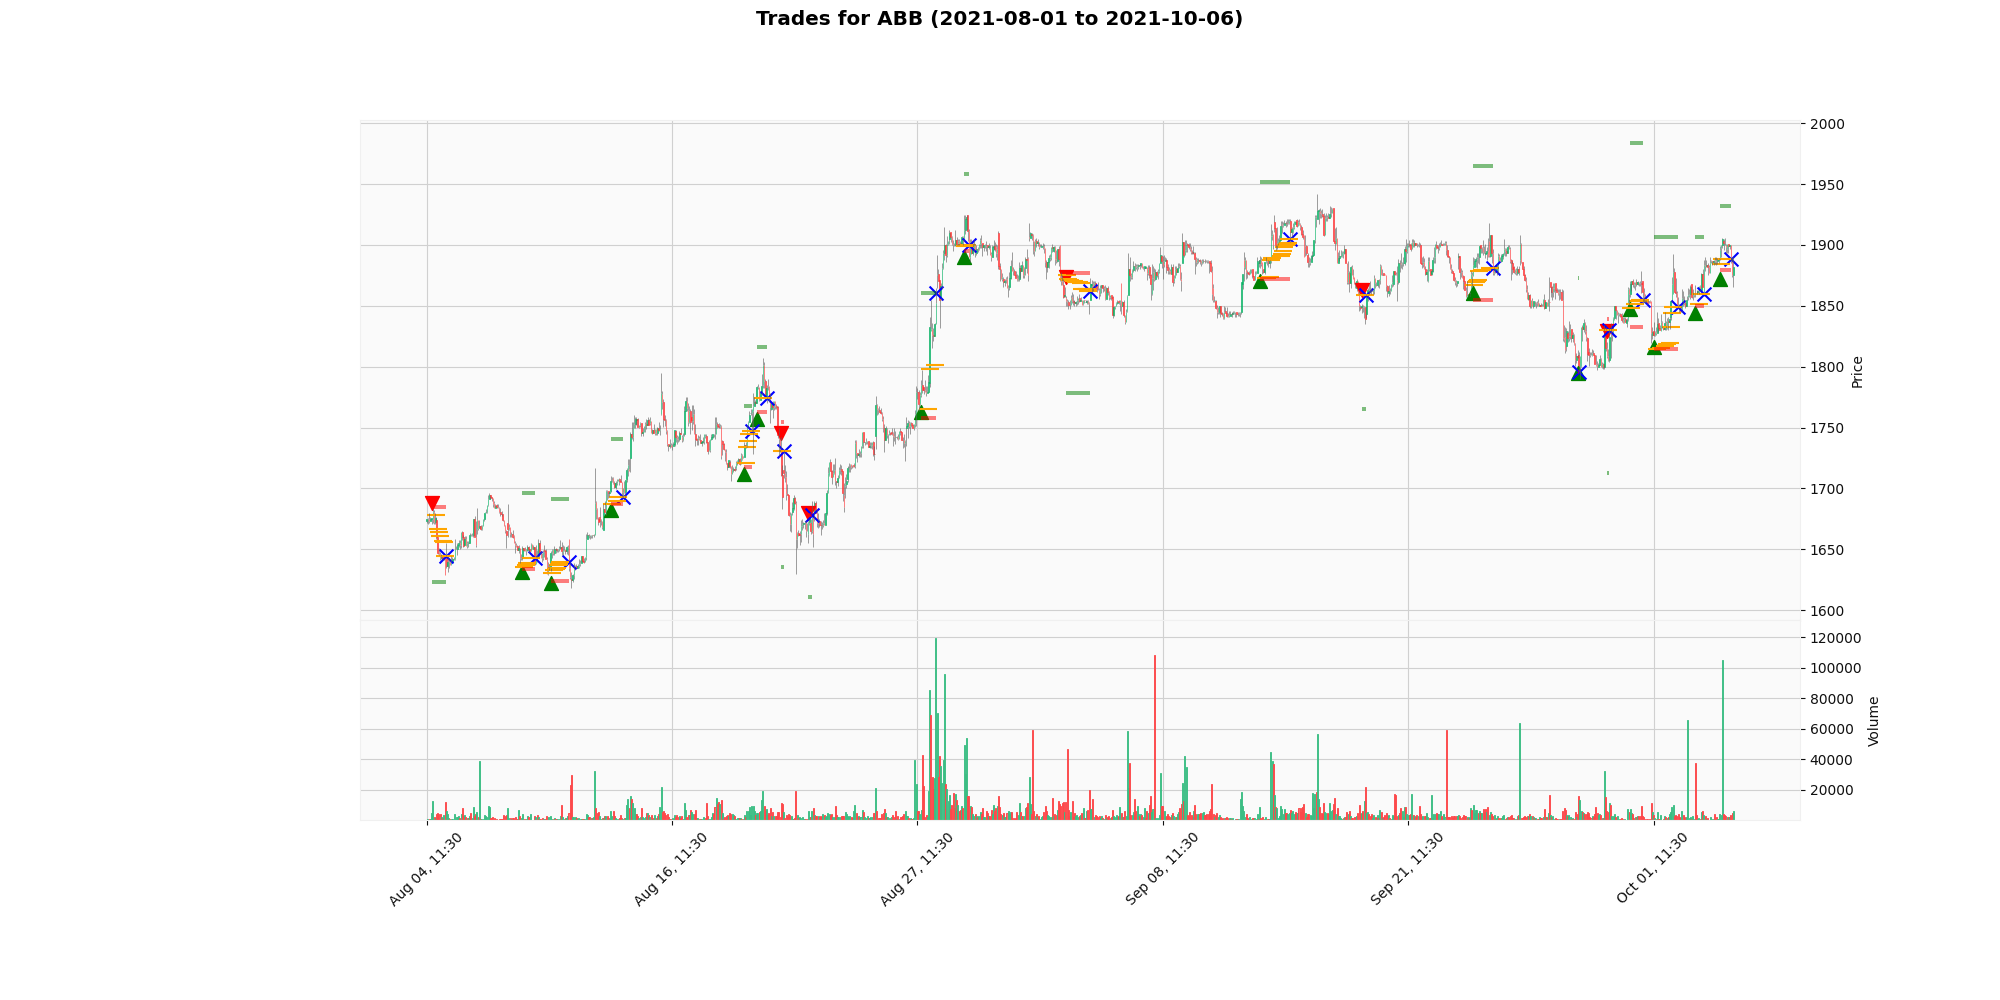 Trades for ABB (2021-08-01 to 2021-10-06)
2000
1950
1900
1850
1800
1750
1700
1650
1600
Price
120000
100000
80000
60000
40000
20000
Volume
Aug 04, 11:30
Aug 16, 11:30
Aug 27, 11:30
Sep 08, 11:30
Sep 21, 11:30
Oct 01, 11:30